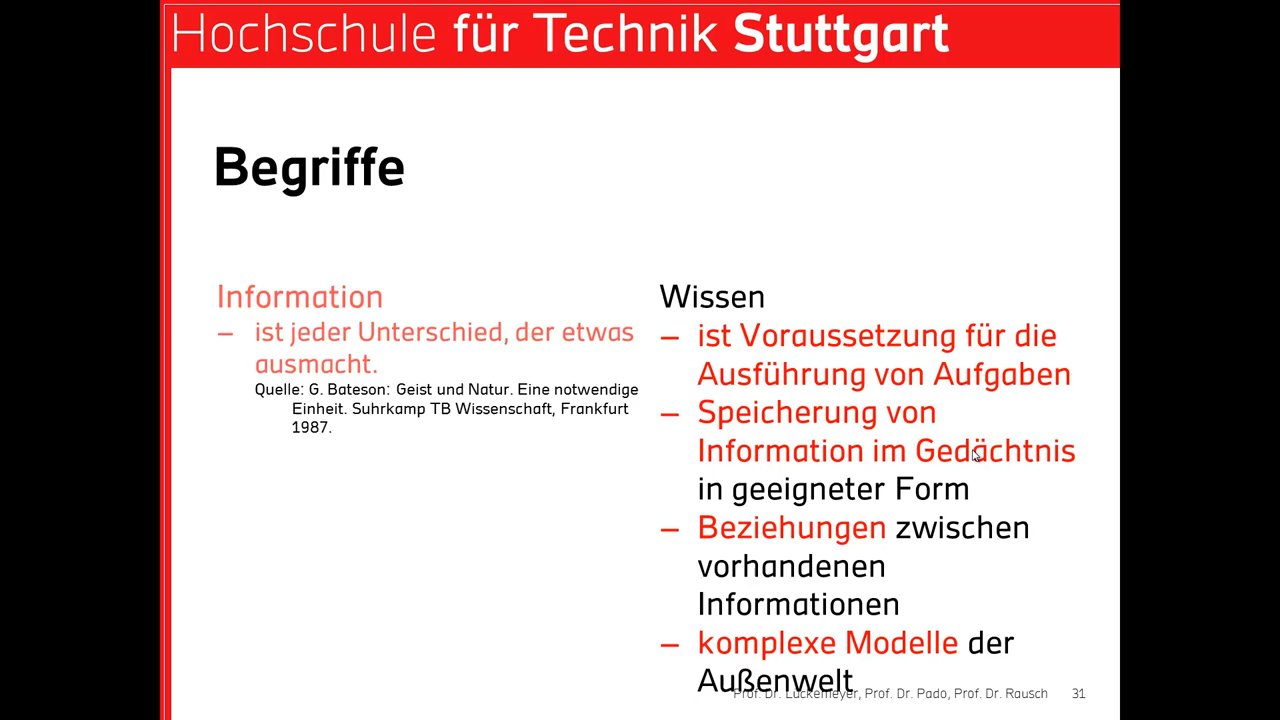 Hochschule für Technik Stuttgart
Begriffe
Information
– ist jeder Unterschied, der etwas
ausmacht.
Quelle: G. Bateson: Geist und Natur. Eine notwendige
Einheit. Suhrkamp TB Wissenschaft, Frankfurt
1987.
Wissen
– ist Voraussetzung für die
Ausführung von Aufgaben
– Speicherung von
Information im Gedächtnis
in geeigneter Form
– Beziehungen zwischen
vorhandenen
Informationen
– komplexe Modelle der
Außenwelt
Prof. Dr. Luckemeyer, Prof. Dr. Pado, Prof. Dr. Rausch 31